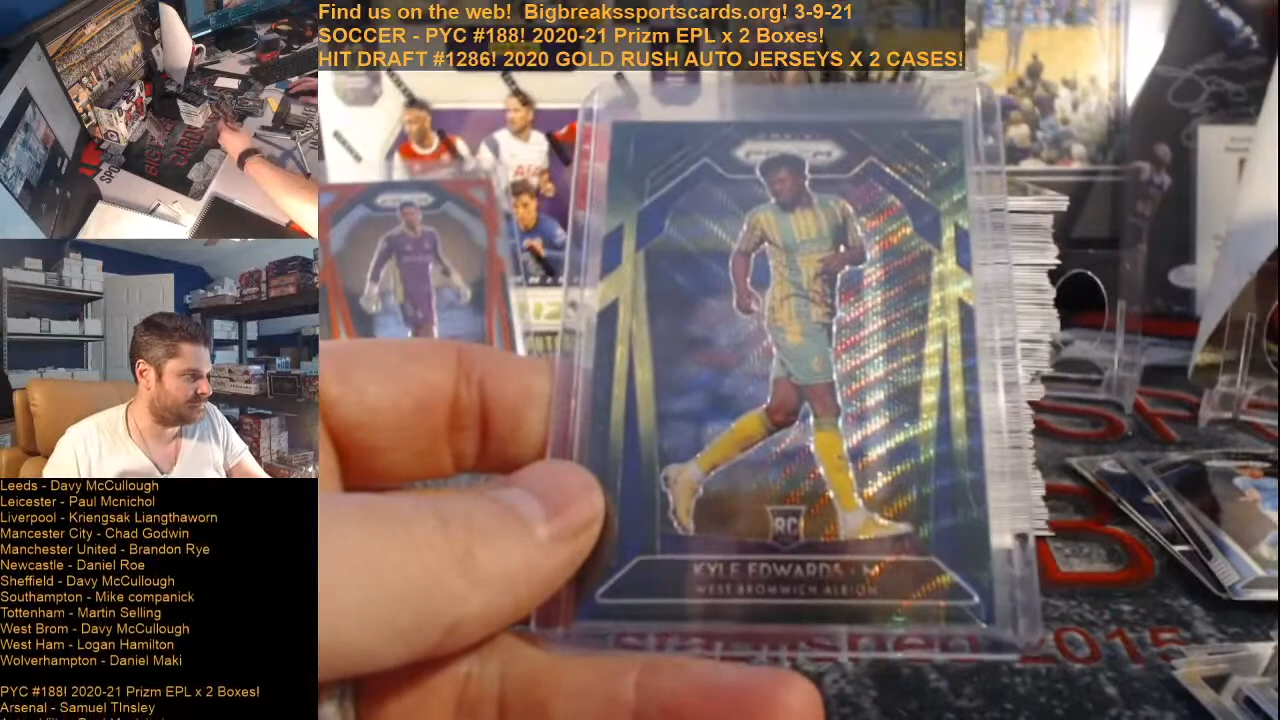 Find us on the web! Bigbreakssportscards.org! 3-9-21
SOCCER - PYC #188! 2020-21 Prizm EPL x 2 Boxes!
HIT DRAFT #1286! 2020 GOLD RUSH AUTO JERSEYS X 2 CASES!
PRIZM
RC
KYLE EDWARDS · M
WEST BROMWICH ALBION
2015
Leeds - Davy McCullough
Leicester - Paul Mcnichol
Liverpool - Kriengsak Liangthaworn
Mancester City - Chad Godwin
Manchester United - Brandon Rye
Newcastle - Daniel Roe
Sheffield - Davy McCullough
Southampton - Mike companick
Tottenham - Martin Selling
West Brom - Davy McCullough
West Ham - Logan Hamilton
Wolverhampton - Daniel Maki
PYC #188! 2020-21 Prizm EPL x 2 Boxes!
Arsenal - Samuel TInsley